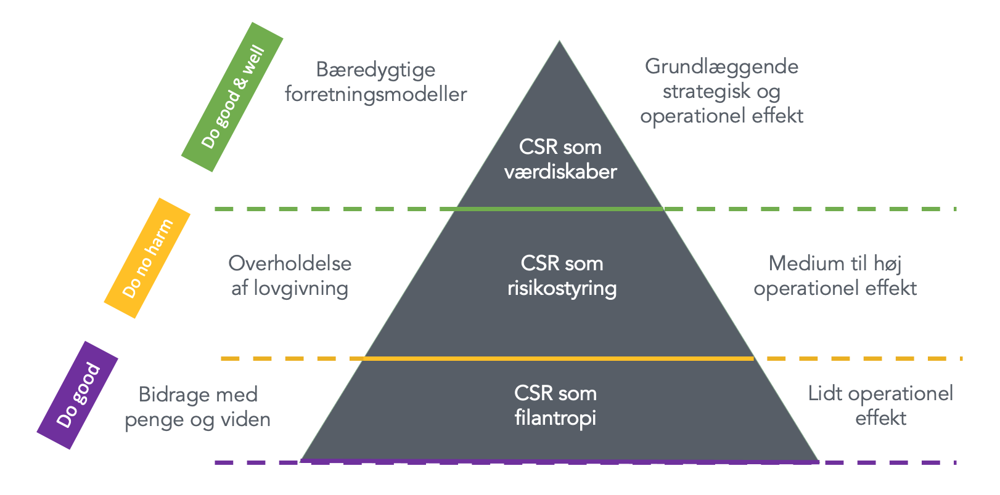 Do good & well
Bæredygtige
forretningsmodeller
CSR som
værdiskaber
Grundlæggende
strategisk og
operationel effekt
Do no harm
Overholdelse
af lovgivning
CSR som
risikostyring
Medium til høj
operationel effekt
Do good
Bidrage med
penge og viden
CSR som
filantropi
Lidt operationel
effekt